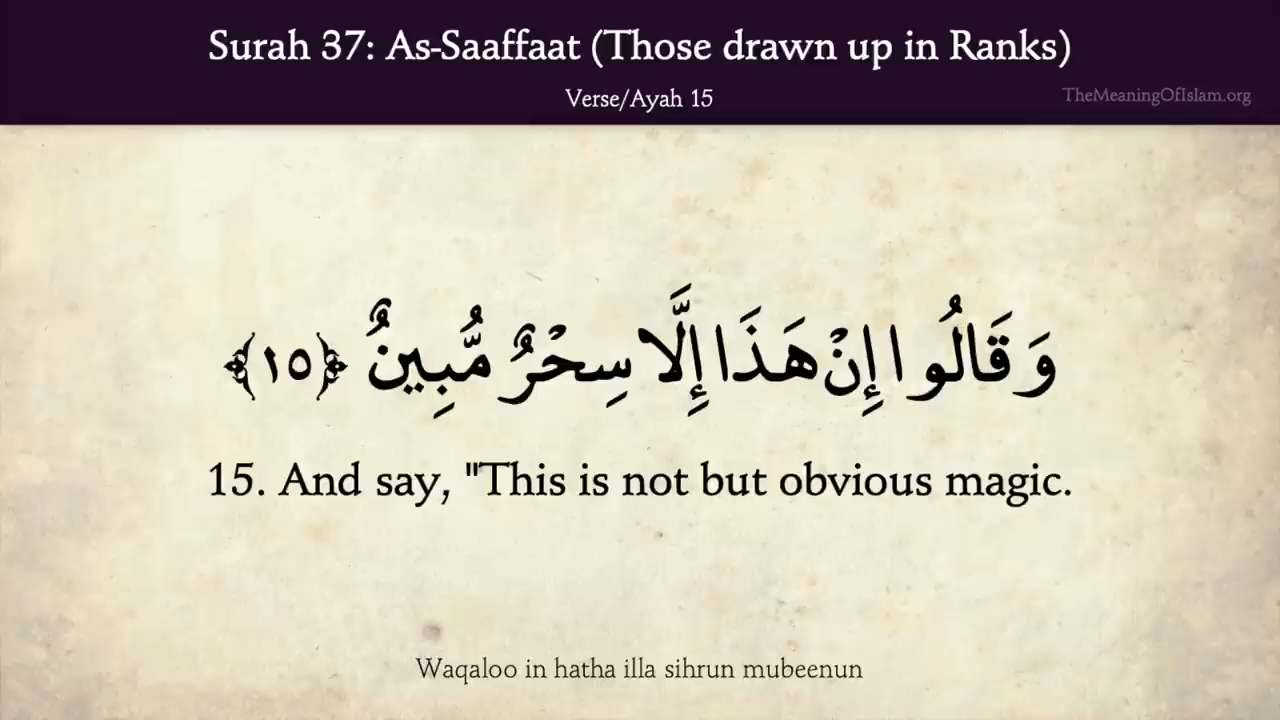 Surah 37: As-Saaffaat (Those drawn up in Ranks)
Verse/Ayah 15
TheMeaningOfIslam.org
وَقَالُوا إِنْ هَذَا إِلَّا سِحْرٌ مُّبِينٌ ﴿١٥﴾
15. And say, "This is not but obvious magic.
Waqaloo in hatha illa sihrun mubeenun